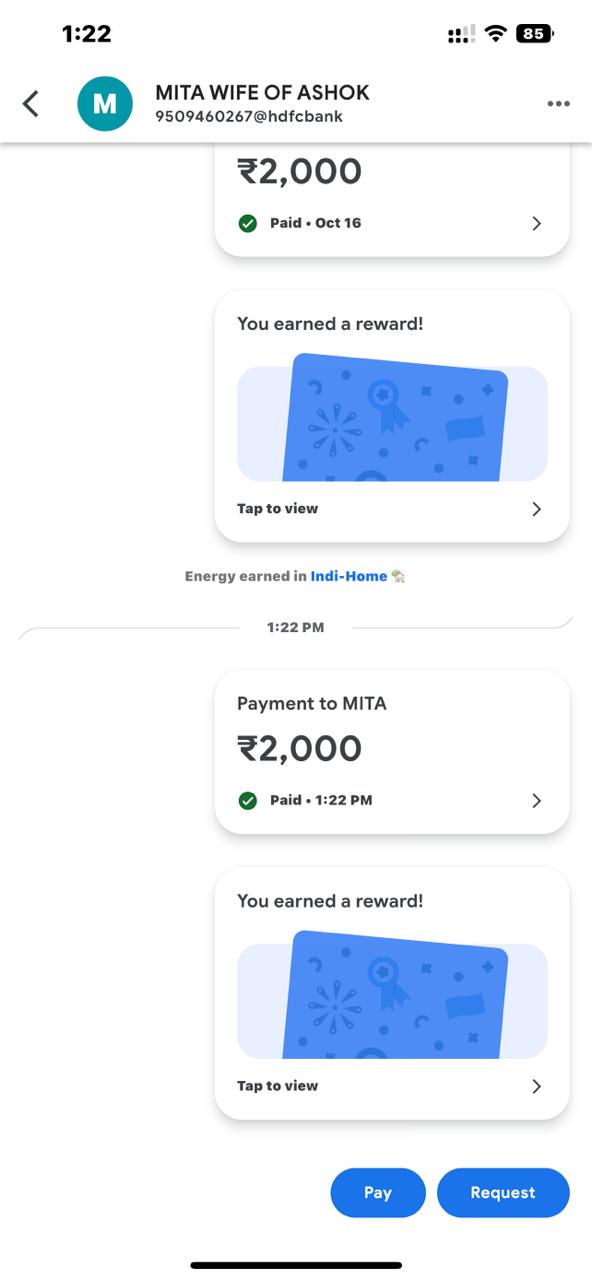 1:22
85
M
MITA WIFE OF ASHOK
9509460267@hdfcbank
₹2,000
Paid • Oct 16
You earned a reward!
Tap to view
Energy earned in Indi-Home 🏡
1:22 PM
Payment to MITA
₹2,000
Paid • 1:22 PM
You earned a reward!
Tap to view
Pay
Request